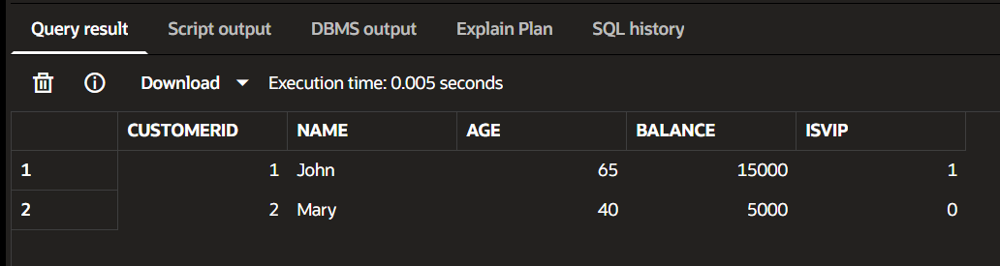 Query result Script output DBMS output Explain Plan SQL history
Download Execution time: 0.005 seconds
CUSTOMERID NAME AGE BALANCE ISVIP
1 1 John 65 15000 1
2 2 Mary 40 5000 0